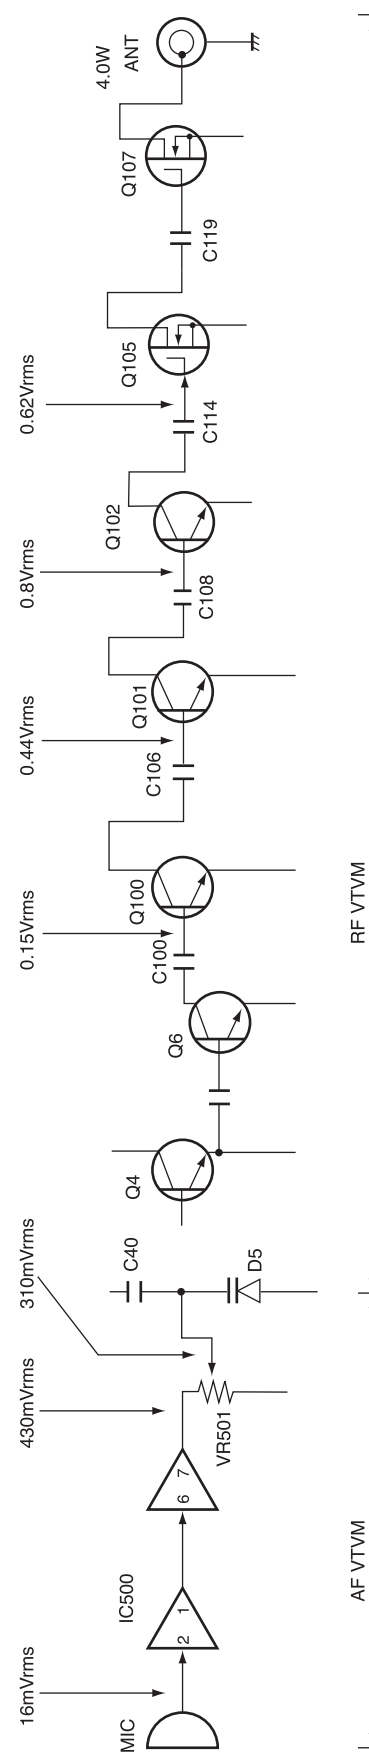 16mVrms
430mVrms
310mVrms
0.15Vrms
0.44Vrms
0.8Vrms
0.62Vrms
4.0W
ANT
MIC
IC500
2 1
6 7
VR501
C40
D5
Q4
Q6
C100
Q100
C106
Q101
C108
Q102
C114
Q105
C119
Q107
AF VTVM
RF VTVM